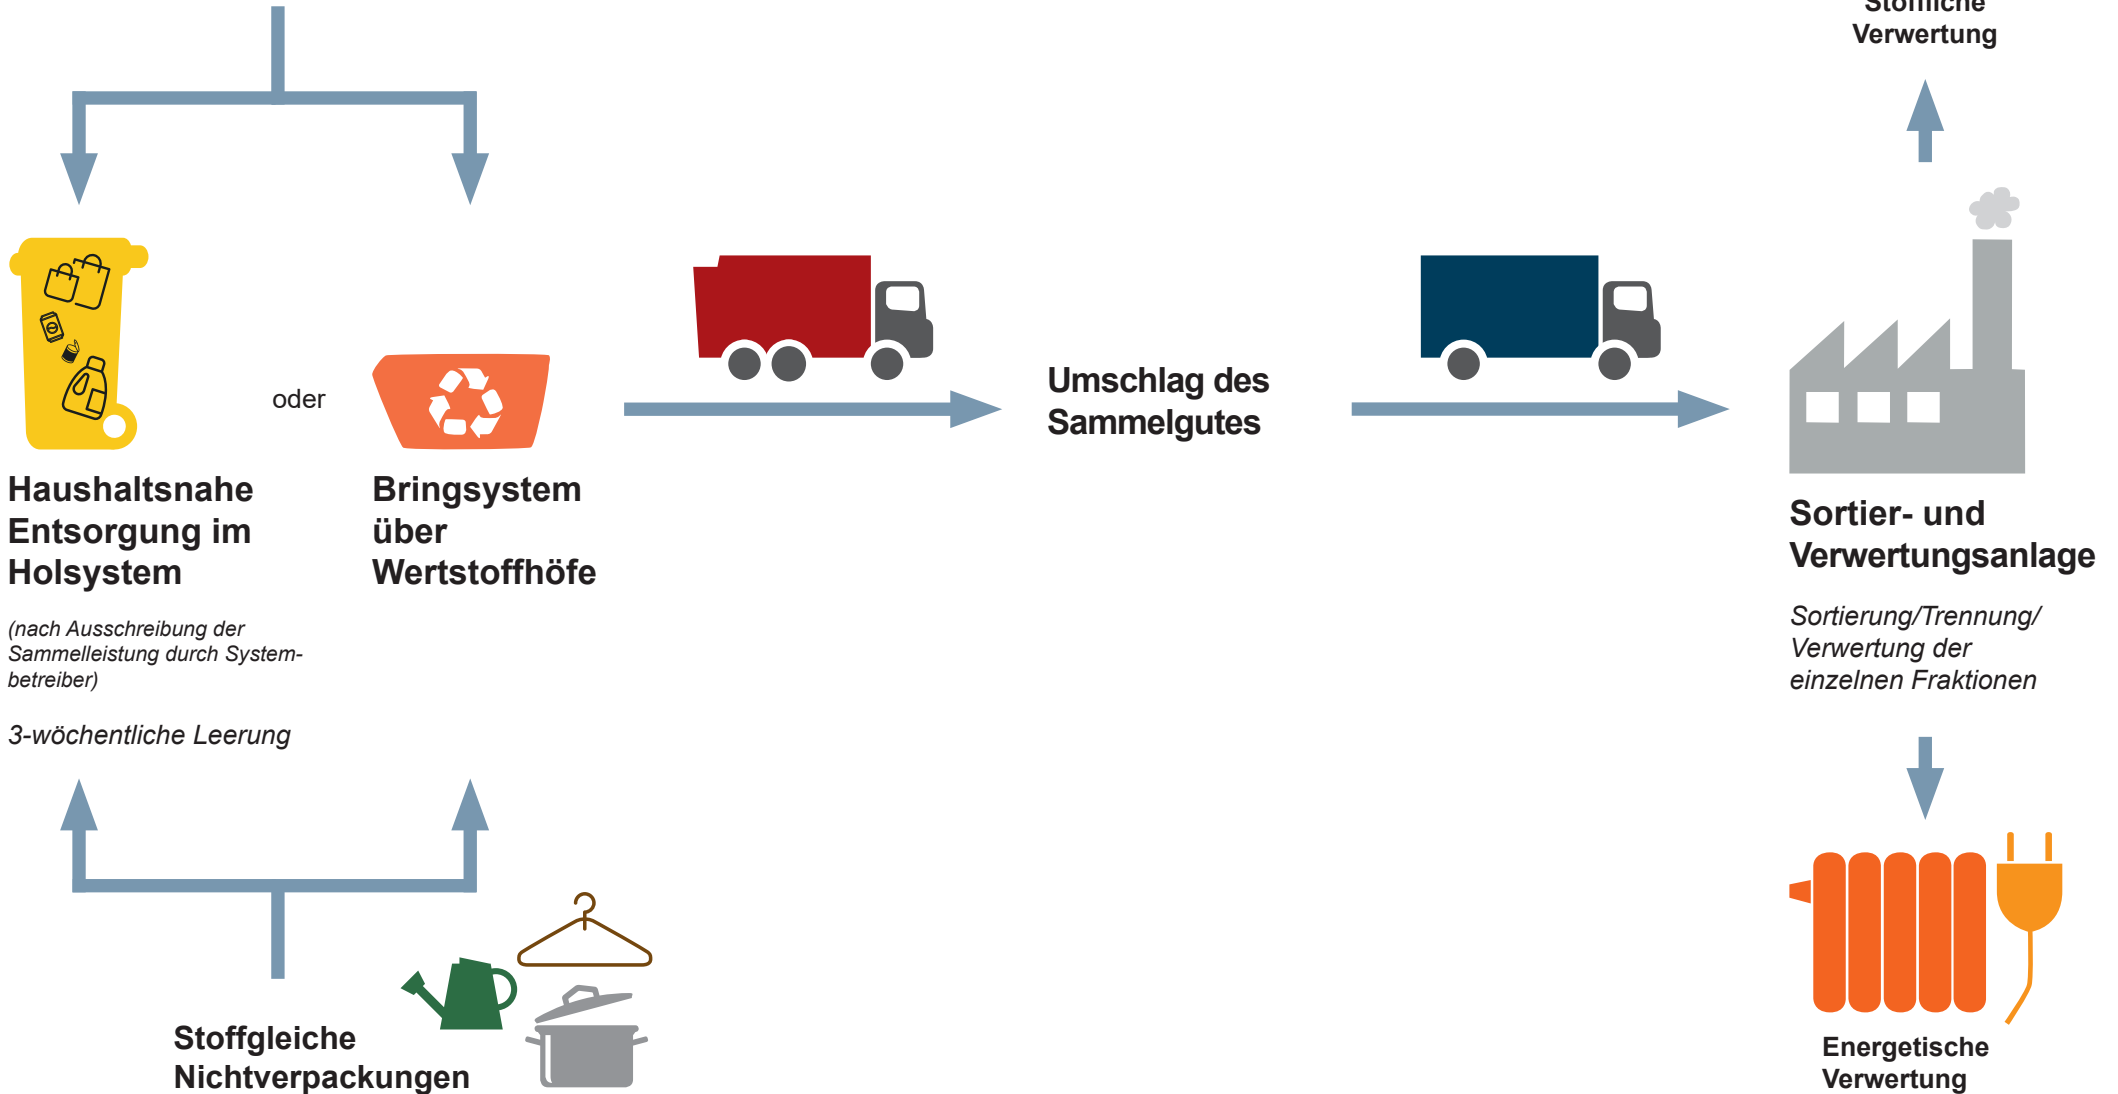 Stoffliche
Verwertung
oder
Haushaltsnahe
Entsorgung im
Holsystem
(nach Ausschreibung der
Sammelleistung durch System-
betreiber)
3-wöchentliche Leerung
Bringsystem
über
Wertstoffhöfe
Umschlag des
Sammelgutes
Sortier- und
Verwertungsanlage
Sortierung/Trennung/
Verwertung der
einzelnen Fraktionen
Stoffgleiche
Nichtverpackungen
Energetische
Verwertung